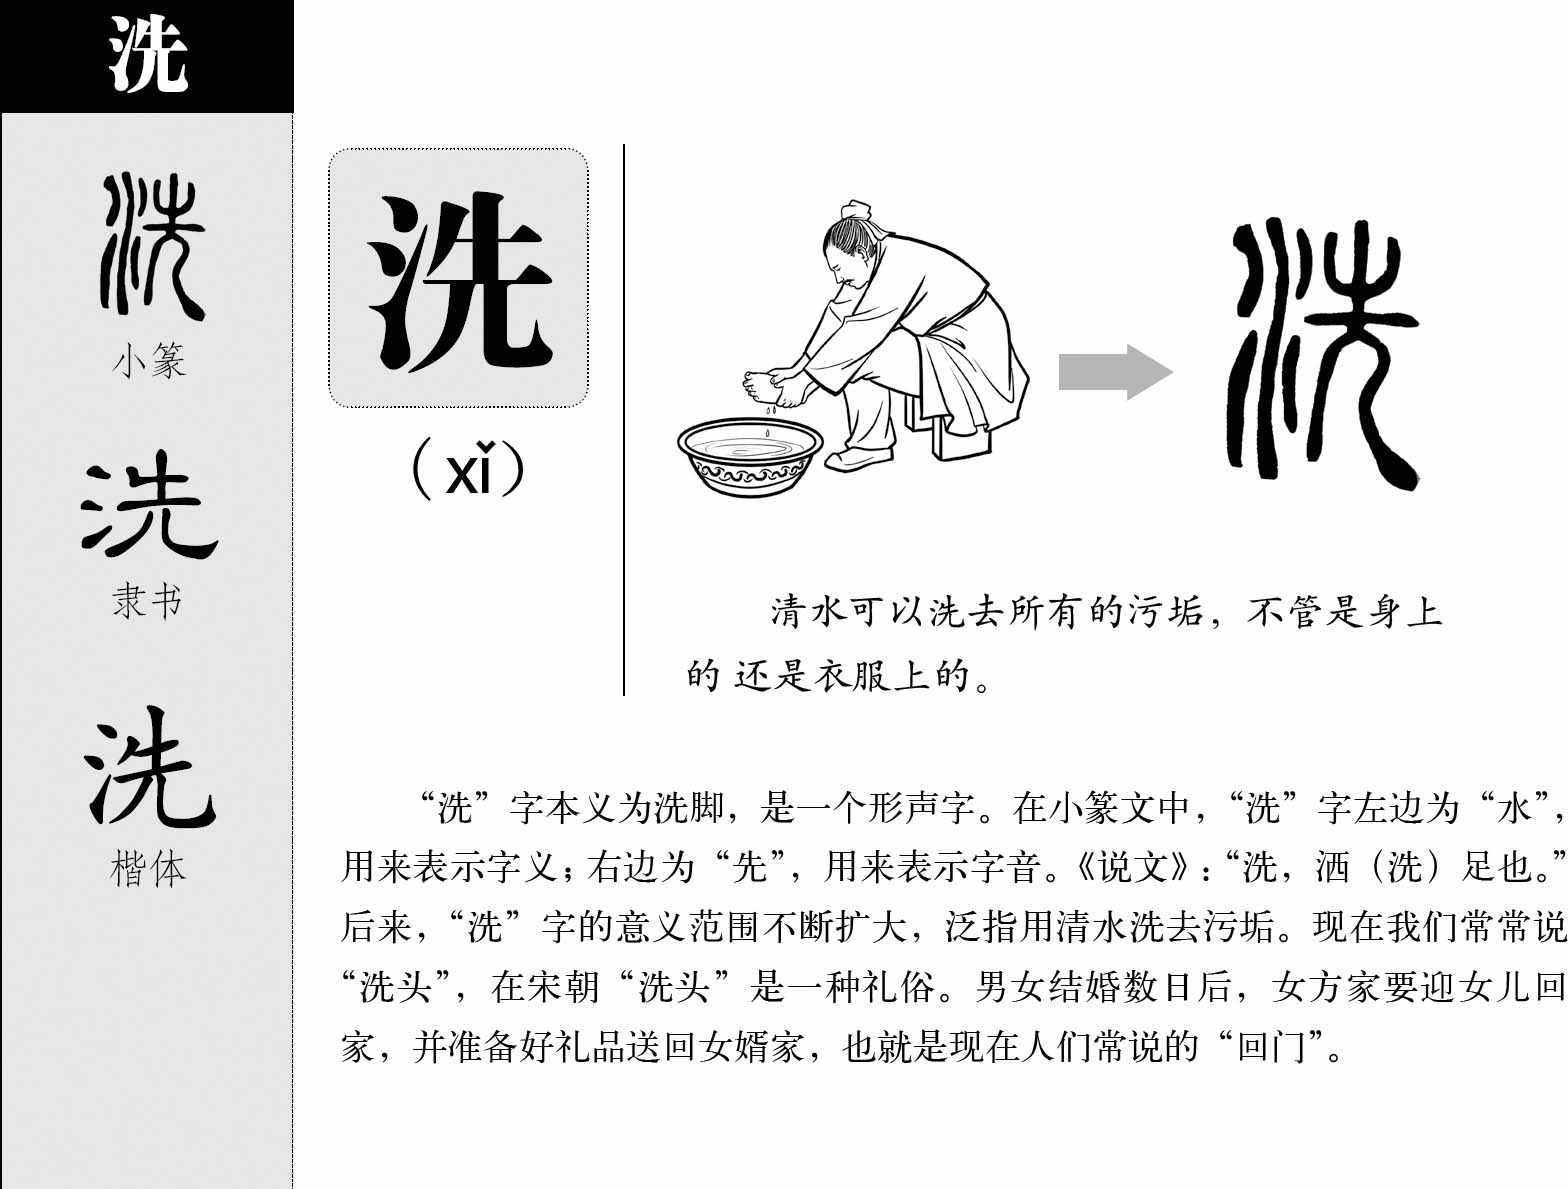 洗
洗
小篆
洗
隶书
洗
楷体
洗
（xǐ）
洗
清水可以洗去所有的污垢，不管是身上
的 还是衣服上的。
“洗”字本义为洗脚，是一个形声字。在小篆文中，“洗”字左边为“水”，
用来表示字义；右边为“先”，用来表示字音。《说文》：“洗，洒（洗）足也。”
后来，“洗”字的意义范围不断扩大，泛指用清水洗去污垢。现在我们常常说
“洗头”，在宋朝“洗头”是一种礼俗。男女结婚数日后，女方家要迎女儿回
家，并准备好礼品送回女婿家，也就是现在人们常说的“回门”。